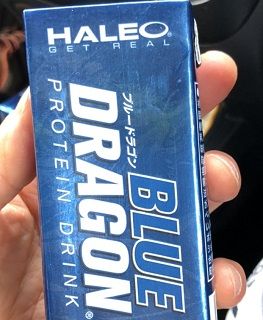 HALEO
GET REAL
BLUE
ブルードラゴン
DRAGON®
PROTEIN DRINK